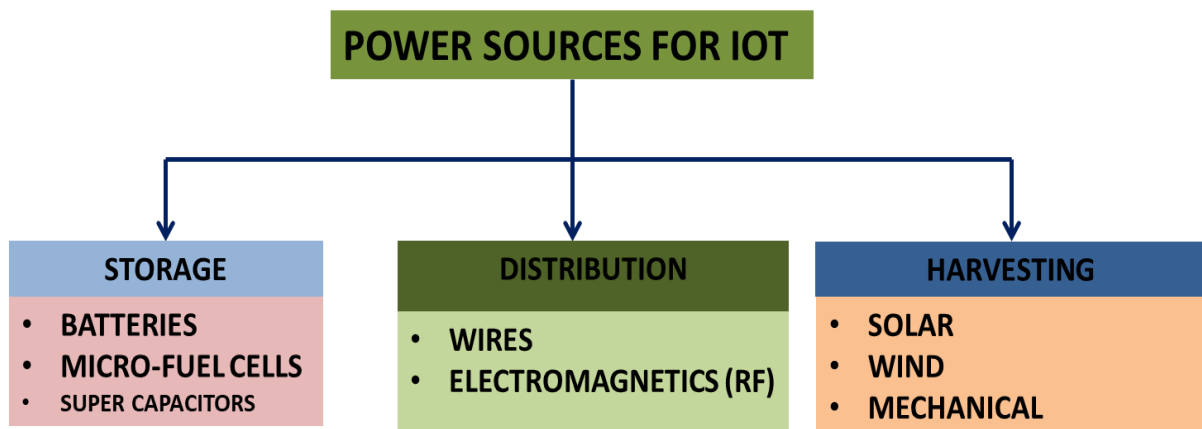 POWER SOURCES FOR IOT
STORAGE
• BATTERIES
• MICRO-FUEL CELLS
• SUPER CAPACITORS
DISTRIBUTION
• WIRES
• ELECTROMAGNETICS (RF)
HARVESTING
• SOLAR
• WIND
• MECHANICAL